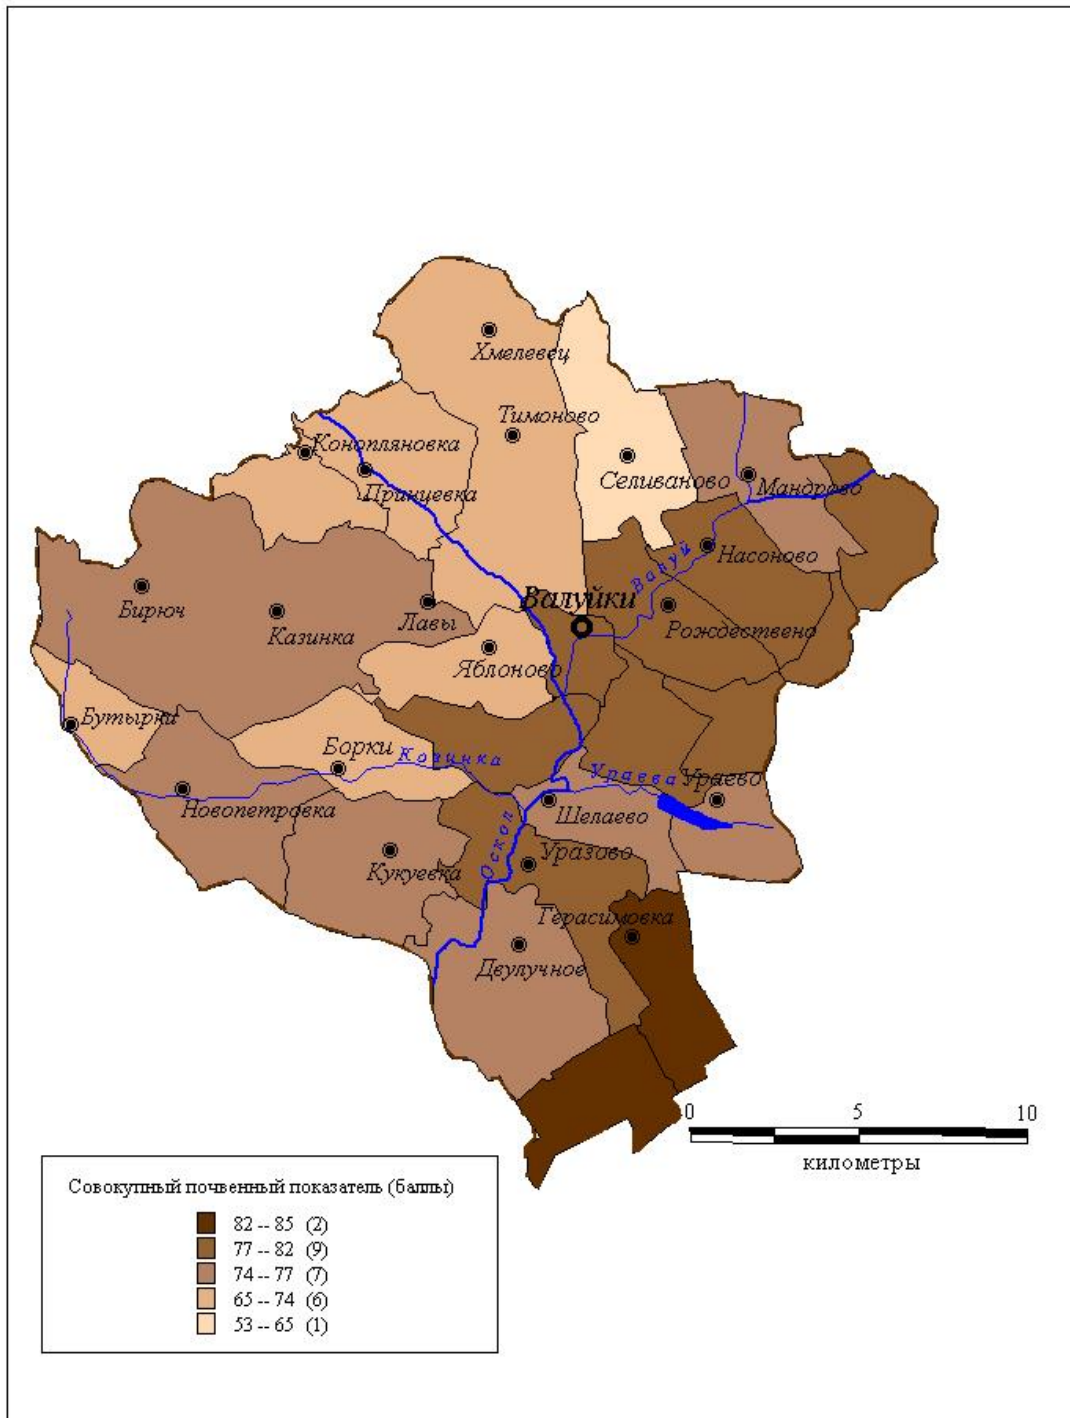 Хмелевец
Тимоново
Конопляновка
Принцевка
Селиваново
Мандрово
Насоново
Валуй
Бирюч
Казинка
Лавы
Валуйки
Рождествено
Яблоново
Бутырки
Борки
Козинка
Ураева
Ураево
Новопетровка
Шелаево
Оскол
Кукуевка
Уразово
Герасимовка
Двулучное
0 5 10
километры
Совокупный почвенный показатель (баллы)
82 -- 85 (2)
77 -- 82 (9)
74 -- 77 (7)
65 -- 74 (6)
53 -- 65 (1)